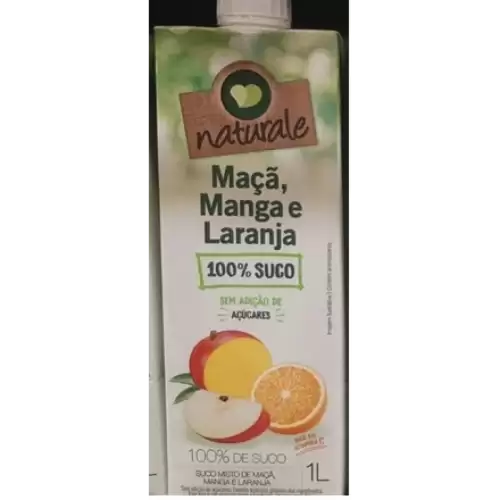 naturale
Maçã,
Manga e
Laranja
100% SUCO
SEM ADIÇÃO DE
AÇÚCARES
100% DE SUCO
SUCO MISTO DE MAÇÃ,
MANGA E LARANJA
1L